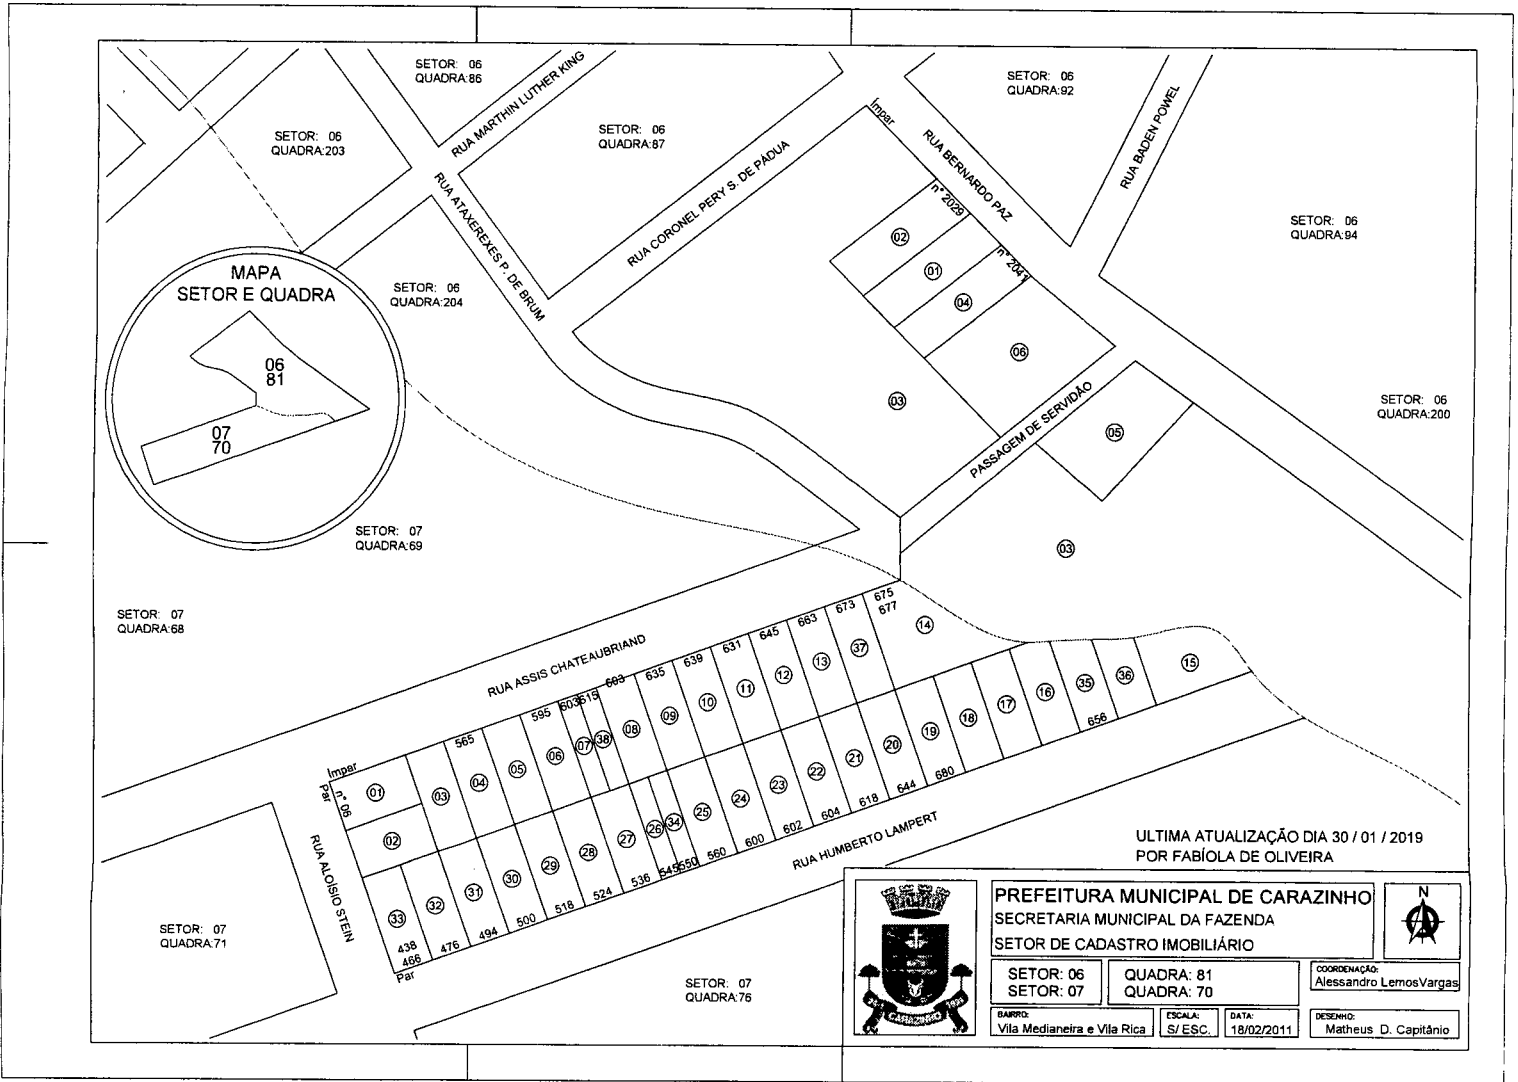 SETOR: 06
QUADRA:86
RUA MARTHIN LUTHER KING
SETOR: 06
QUADRA:92
RUA BADEN POWEL
SETOR: 06
QUADRA:203
SETOR: 06
QUADRA:87
Ímpar
RUA BERNARDO PAZ
RUA CORONEL PERY S. DE PADUA
RUA ATAXEREXES P. DE BRUM
n° 2029
n° 2041
SETOR: 06
QUADRA:94
02
01
04
06
03
MAPA
SETOR E QUADRA
06
81
07
70
SETOR: 06
QUADRA:204
SETOR: 06
QUADRA:200
PASSAGEM DE SERVIDÃO
05
03
SETOR: 07
QUADRA:69
SETOR: 07
QUADRA:68
RUA ASSIS CHATEAUBRIAND
565
595
603
615
683
635
639
631
645
663
673
675
677
Ímpar
Par
n° 06
01
02
03
04
05
06
07
38
08
09
10
11
12
13
37
14
33
32
31
30
29
28
27
26
34
25
24
23
22
21
20
19
18
17
16
35
36
15
438
466
476
494
500
518
524
536
545
550
560
600
602
604
618
644
680
656
Par
RUA ALOÍSIO STEIN
RUA HUMBERTO LAMPERT
SETOR: 07
QUADRA:71
SETOR: 07
QUADRA:76
ULTIMA ATUALIZAÇÃO DIA 30 / 01 / 2019
POR FABÍOLA DE OLIVEIRA
PREFEITURA MUNICIPAL DE CARAZINHO
SECRETARIA MUNICIPAL DA FAZENDA
SETOR DE CADASTRO IMOBILIÁRIO
N
SETOR: 06
SETOR: 07
QUADRA: 81
QUADRA: 70
COORDENAÇÃO:
Alessandro LemosVargas
BAIRRO:
Vila Medianeira e Vila Rica
ESCALA:
S/ ESC.
DATA:
18/02/2011
DESENHO:
Matheus D. Capitânio
CARAZINHO